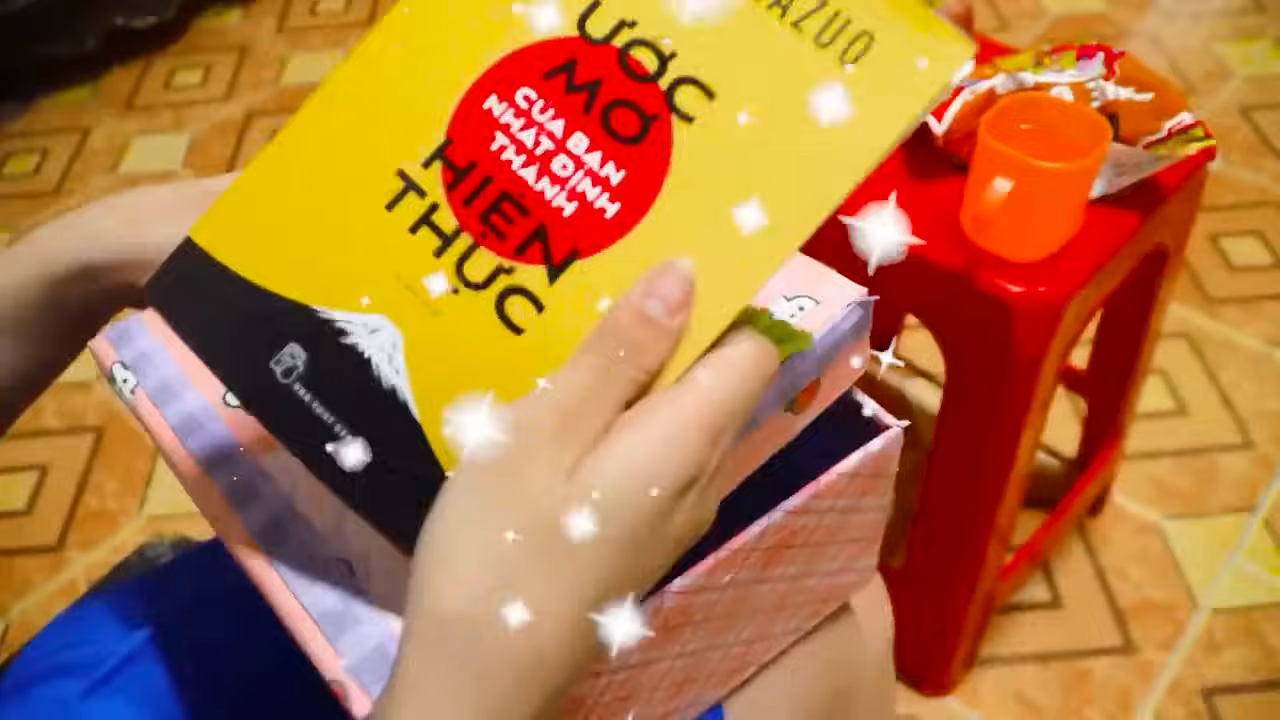 AZUO
ƯỚC
MƠ
CỦA BẠN
NHẤT ĐỊNH
THÀNH
HIỆN
THỰC